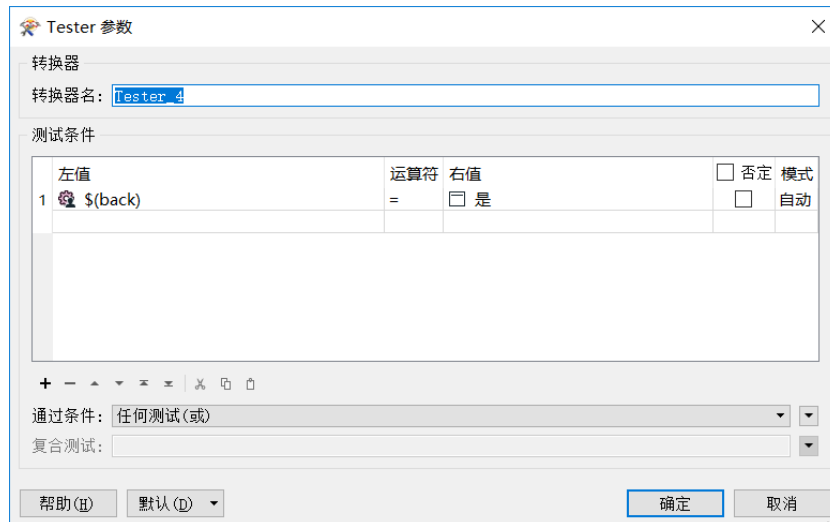 Tester 参数
转换器
转换器名: Tester_4
测试条件
左值 运算符 右值 否定 模式
1 $(back) = 是 自动
通过条件: 任何测试(或)
复合测试:
帮助(H) 默认(D) 确定 取消